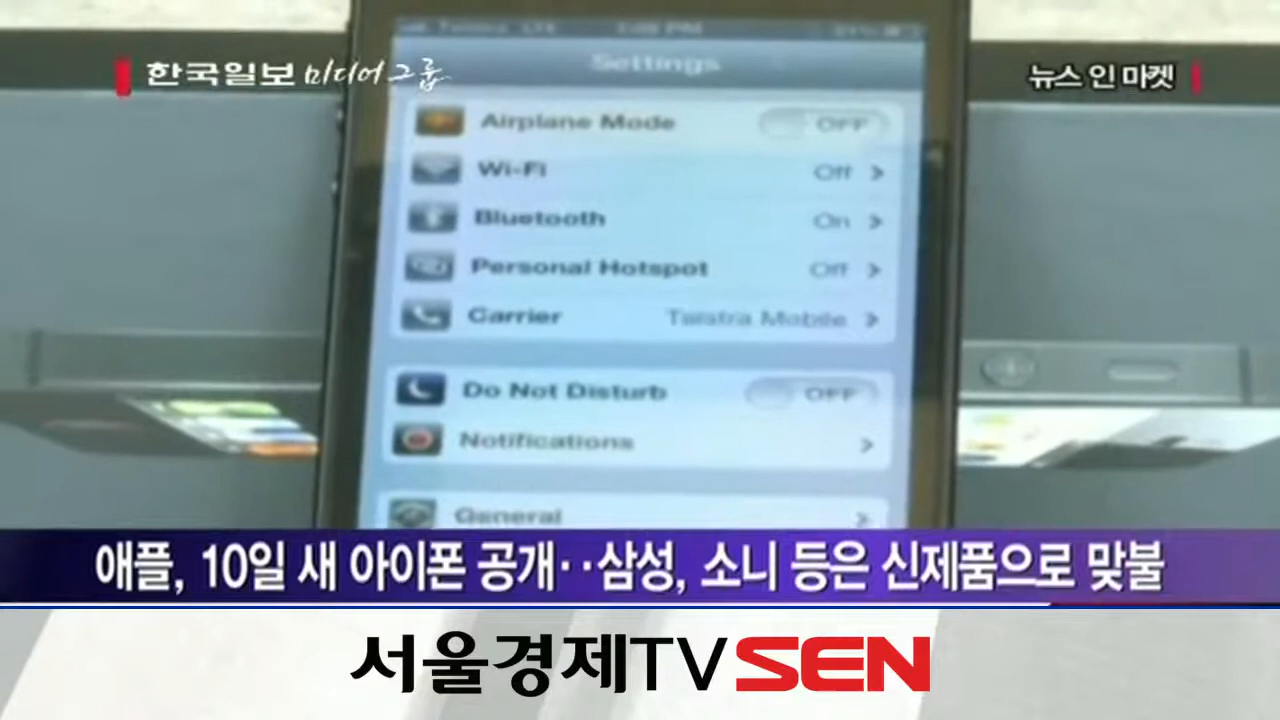 한국일보 미디어그룹
뉴스 인 마켓
Settings
Airplane Mode OFF
Wi-Fi Off
Bluetooth On
Personal Hotspot Off
Carrier Telstra Mobile
Do Not Disturb OFF
Notifications
General
애플, 10일 새 아이폰 공개‥삼성, 소니 등은 신제품으로 맞불
서울경제TV SEN